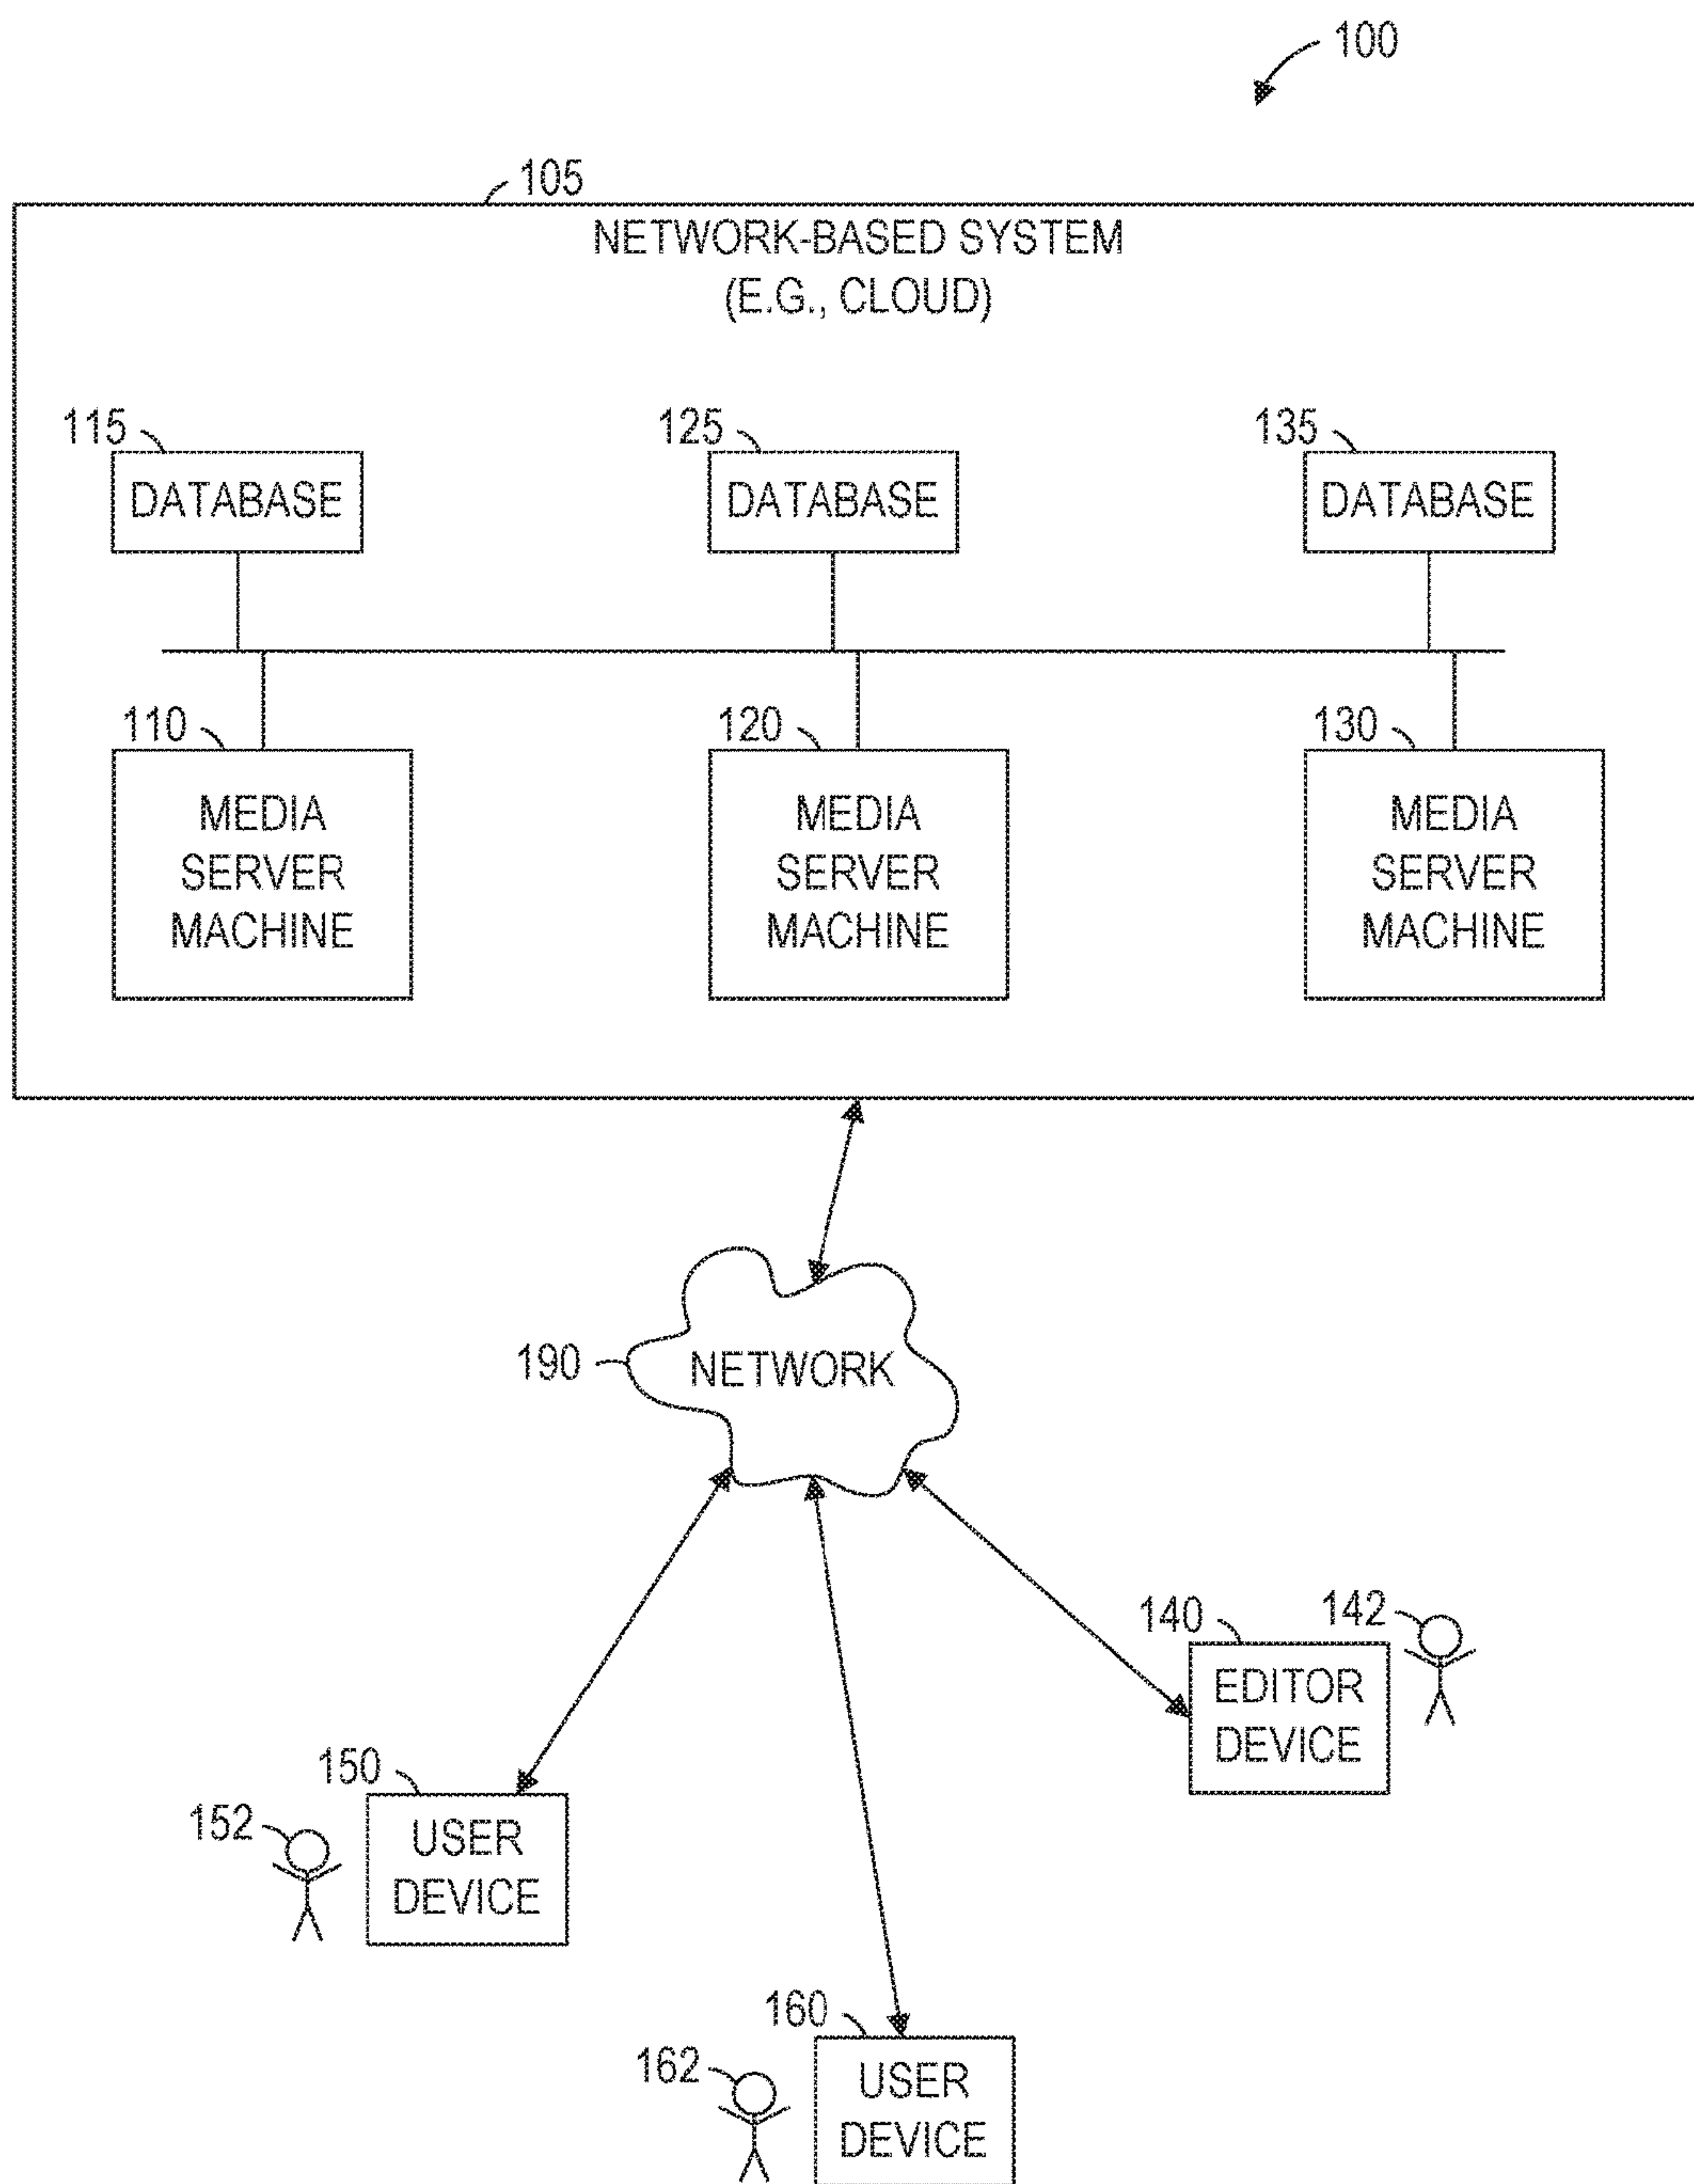 100
105
NETWORK-BASED SYSTEM
(E.G., CLOUD)
115
125
135
DATABASE
DATABASE
DATABASE
110
120
130
MEDIA
SERVER
MACHINE
MEDIA
SERVER
MACHINE
MEDIA
SERVER
MACHINE
190
NETWORK
140
142
EDITOR
DEVICE
150
152
USER
DEVICE
160
162
USER
DEVICE